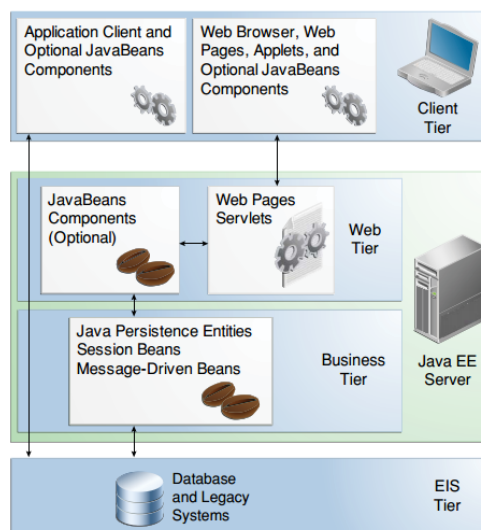 Application Client and
Optional JavaBeans
Components
Web Browser, Web
Pages, Applets, and
Optional JavaBeans
Components
Client
Tier
JavaBeans
Components
(Optional)
Web Pages
Servlets
Web
Tier
Java Persistence Entities
Session Beans
Message-Driven Beans
Business
Tier
Java EE
Server
Database
and Legacy
Systems
EIS
Tier